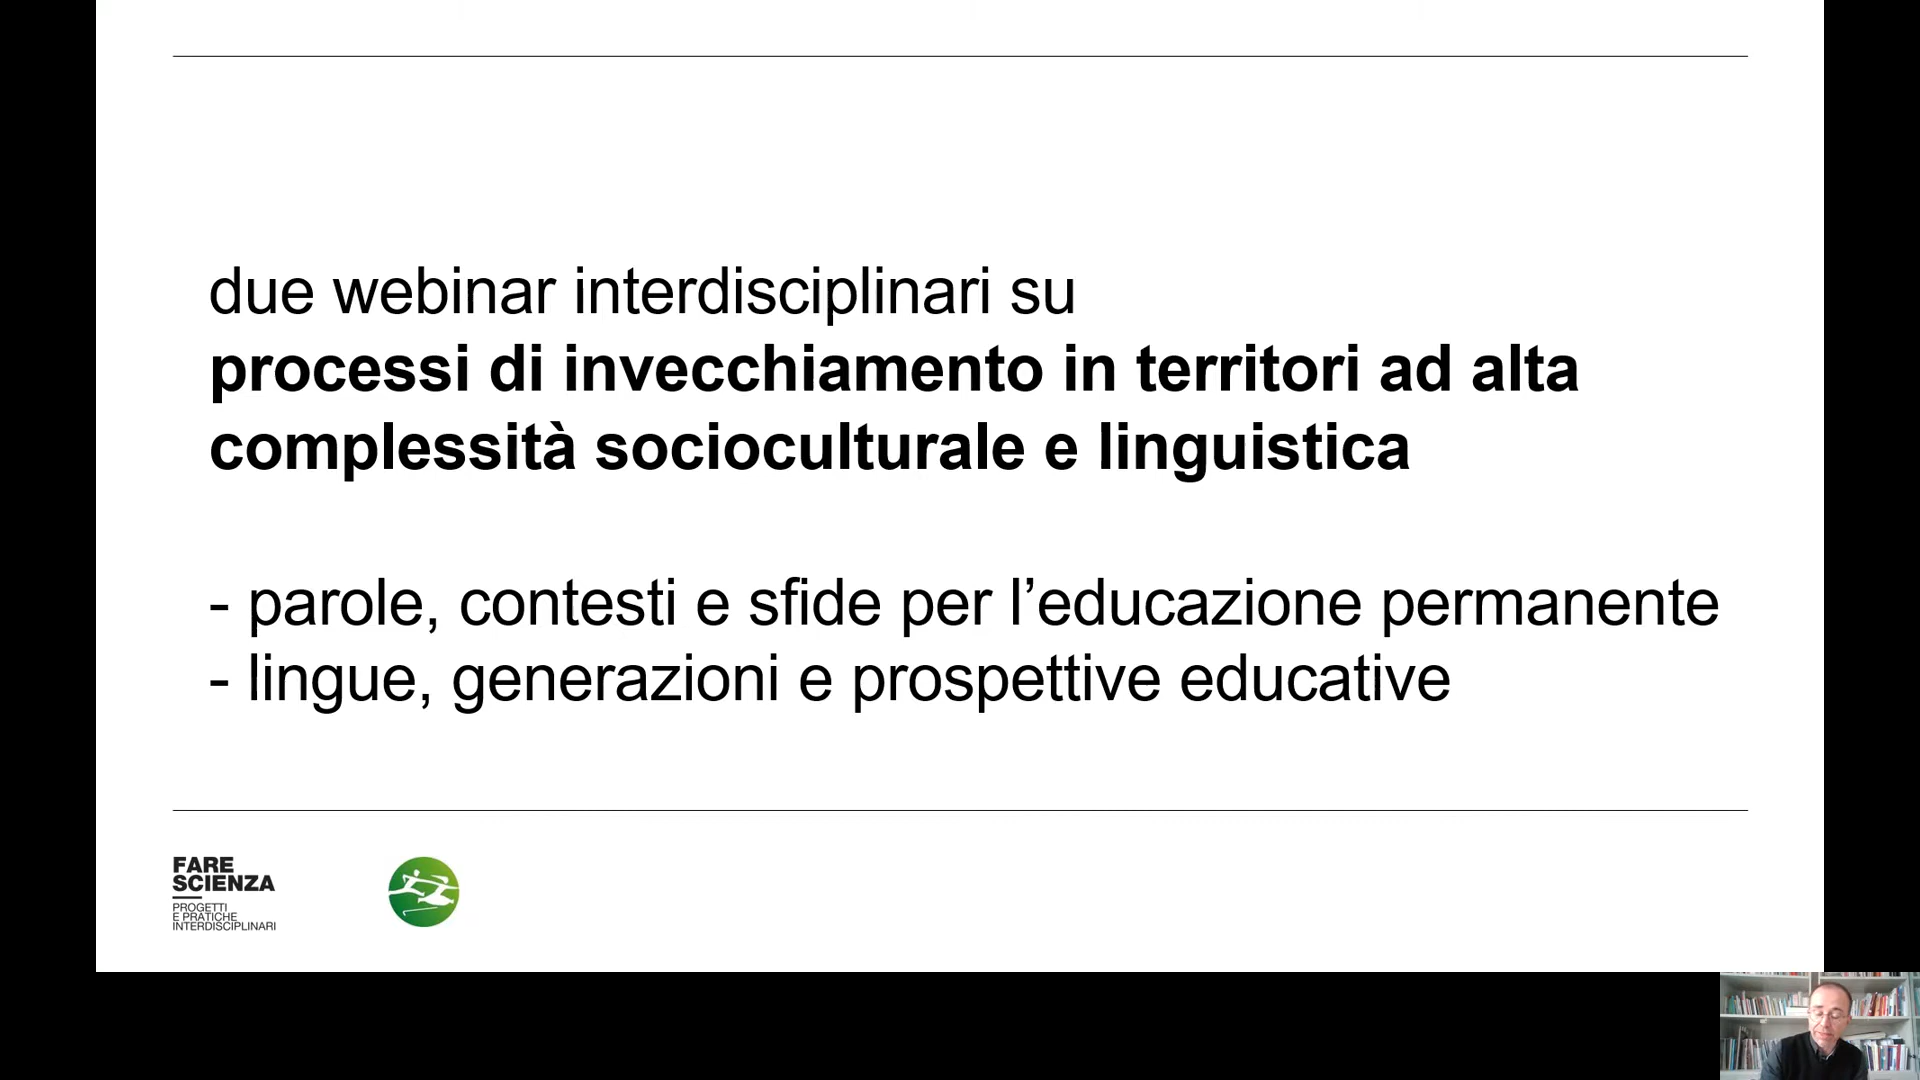 due webinar interdisciplinari su
processi di invecchiamento in territori ad alta
complessità socioculturale e linguistica
- parole, contesti e sfide per l’educazione permanente
- lingue, generazioni e prospettive educative
FARE
SCIENZA
PROGETTI
E PRATICHE
INTERDISCIPLINARI